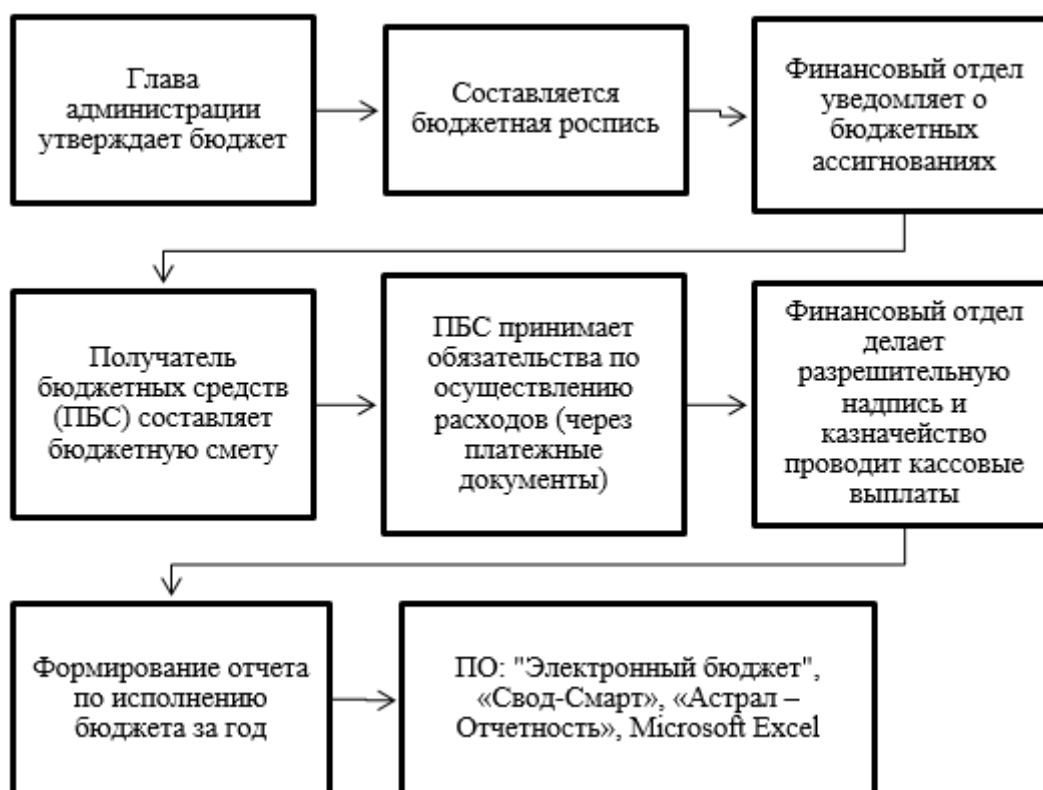 Глава
администрации
утверждает бюджет
Составляется
бюджетная роспись
Финансовый отдел
уведомляет о
бюджетных
ассигнованиях
Получатель
бюджетных средств
(ПБС) составляет
бюджетную смету
ПБС принимает
обязательства по
осуществлению
расходов (через
платежные
документы)
Финансовый отдел
делает
разрешительную
надпись и
казначейство
проводит кассовые
выплаты
Формирование отчета
по исполнению
бюджета за год
ПО: "Электронный бюджет",
«Свод-Смарт», «Астрал –
Отчетность», Microsoft Excel